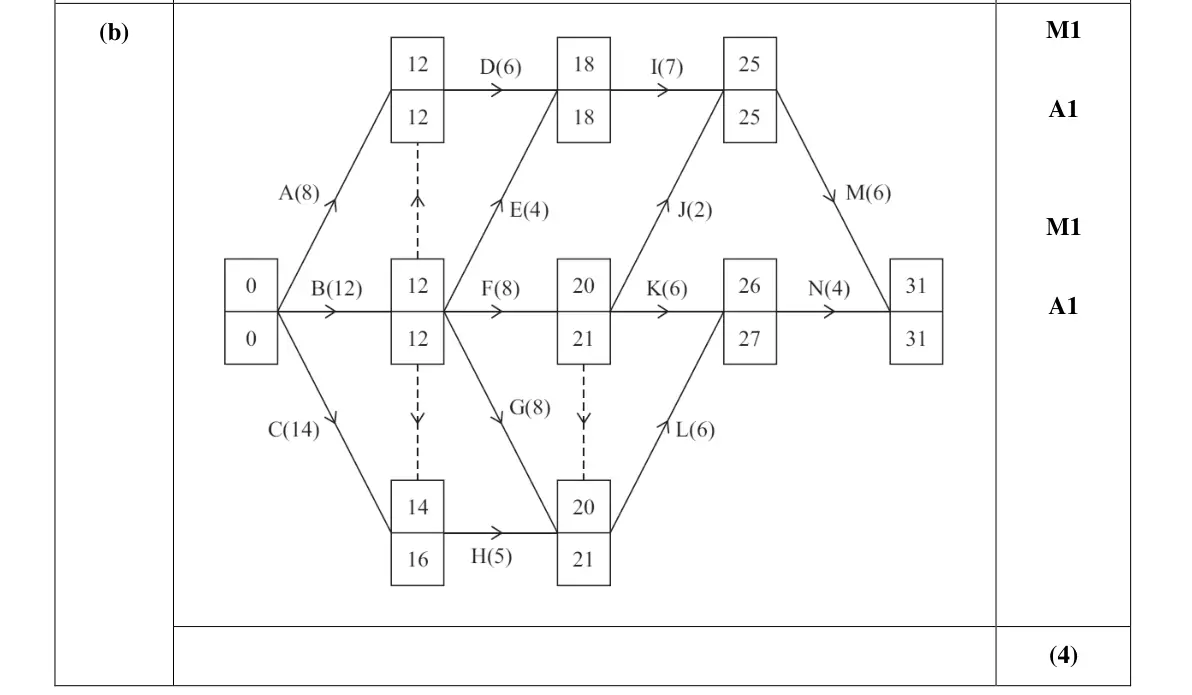 (b)
M1
12 D(6) 18 I(7) 25
12 18 25
A1
A(8) E(4) J(2) M(6)
M1
0 B(12) 12 F(8) 20 K(6) 26 N(4) 31
A1
0 12 21 27 31
C(14) G(8) L(6)
14 20
16 H(5) 21
(4)